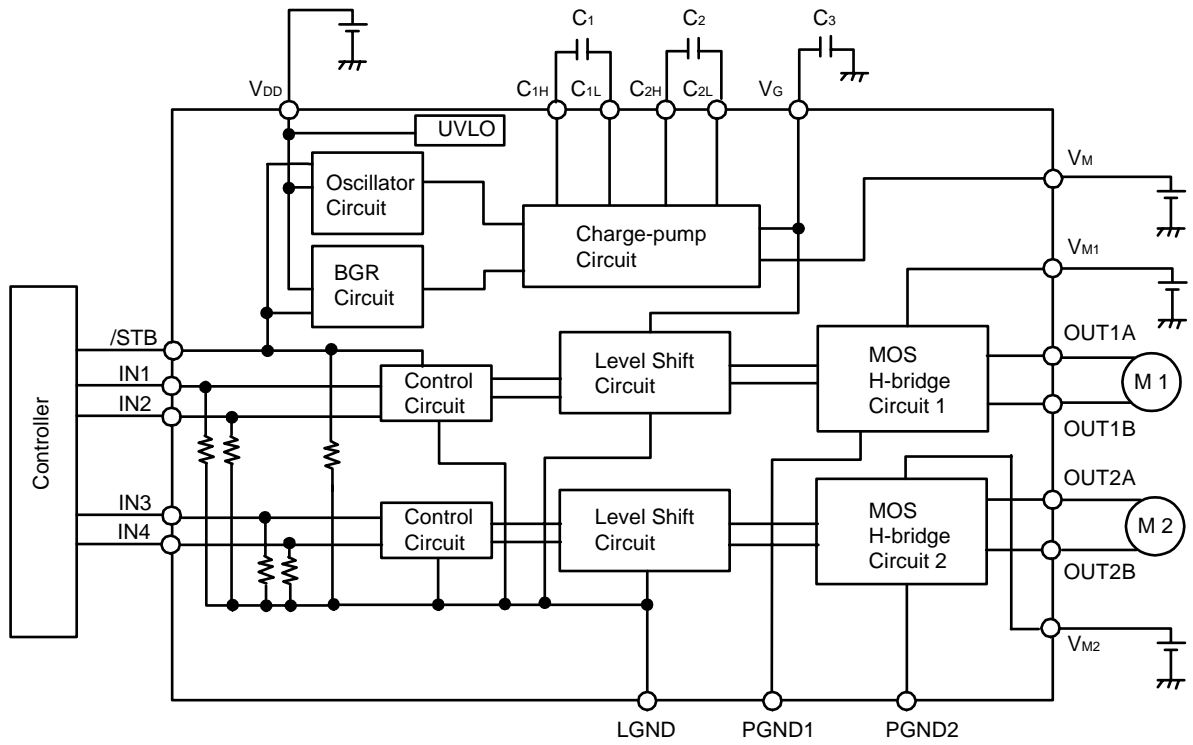 C1
C2
C3
VDD
C1H
C1L
C2H
C2L
VG
UVLO
VM
Oscillator
Circuit
Charge-pump
Circuit
BGR
Circuit
VM1
Controller
/STB
IN1
IN2
Control
Circuit
Level Shift
Circuit
MOS
H-bridge
Circuit 1
OUT1A
M 1
OUT1B
IN3
IN4
Control
Circuit
Level Shift
Circuit
MOS
H-bridge
Circuit 2
OUT2A
M 2
OUT2B
VM2
LGND
PGND1
PGND2